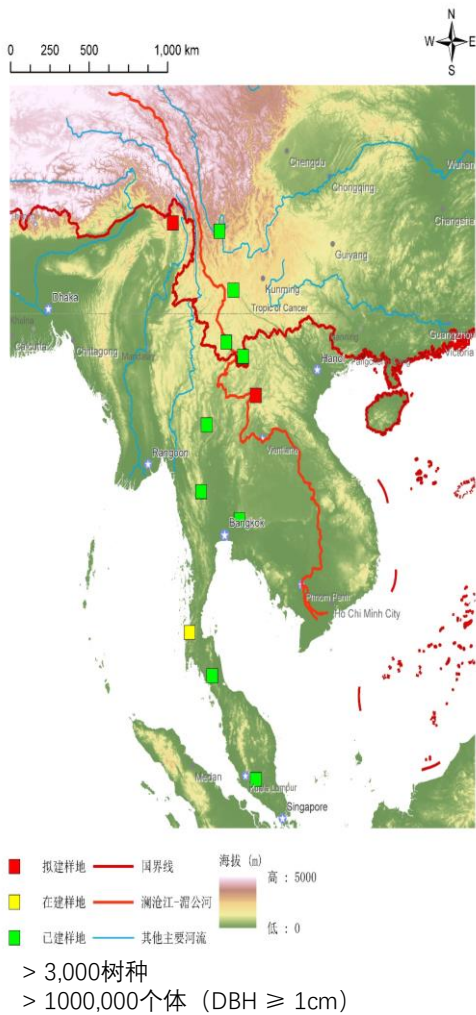 N
W E
S
0 250 500 1,000 km
Chengdu
Wuhan
Chongqing
Changsha
Guiyang
Kunming
Dhaka
Tropic of Cancer
Guangzhou
Victoria
Calcutta
Chittagong
Mandalay
Hanoi
Rangoon
Vientiane
Bangkok
Phnum Penh
Ho Chi Minh City
Medan
Kuala Lumpur
Singapore
拟建样地 国界线 海拔 (m)
高 : 5000
在建样地 澜沧江-湄公河
低 : 0
已建样地 其他主要河流
> 3,000树种
> 1000,000个体（DBH ≥ 1cm）